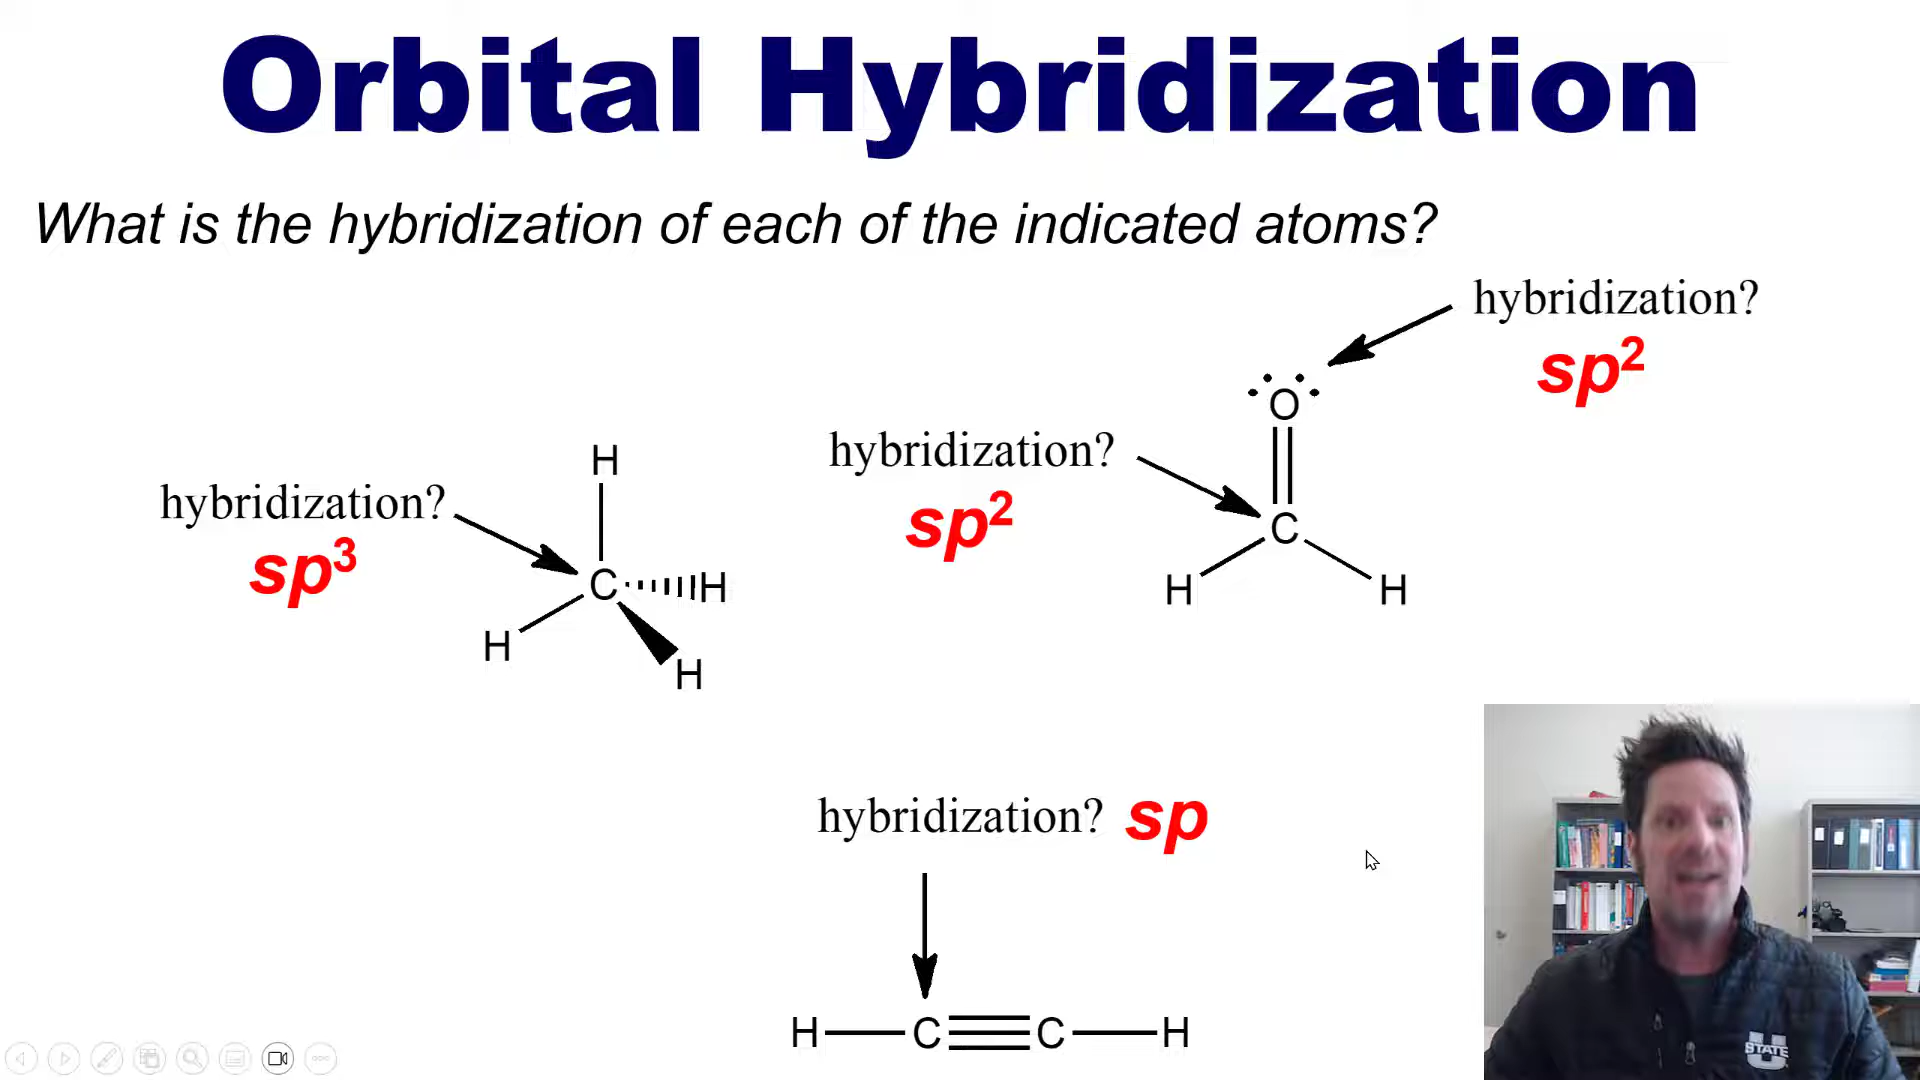 Orbital Hybridization
What is the hybridization of each of the indicated atoms?
hybridization?
sp³
H
C
H
H
H
hybridization?
sp²
hybridization?
sp²
O
C
H
H
hybridization? sp
H C C H
U
STATE